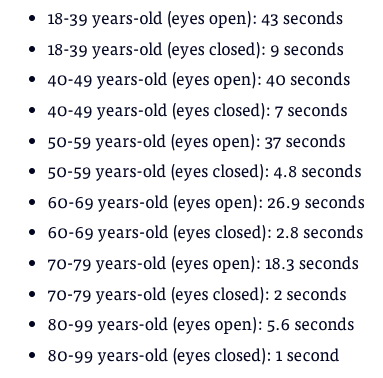 • 18-39 years-old (eyes open): 43 seconds
• 18-39 years-old (eyes closed): 9 seconds
• 40-49 years-old (eyes open): 40 seconds
• 40-49 years-old (eyes closed): 7 seconds
• 50-59 years-old (eyes open): 37 seconds
• 50-59 years-old (eyes closed): 4.8 seconds
• 60-69 years-old (eyes open): 26.9 seconds
• 60-69 years-old (eyes closed): 2.8 seconds
• 70-79 years-old (eyes open): 18.3 seconds
• 70-79 years-old (eyes closed): 2 seconds
• 80-99 years-old (eyes open): 5.6 seconds
• 80-99 years-old (eyes closed): 1 second